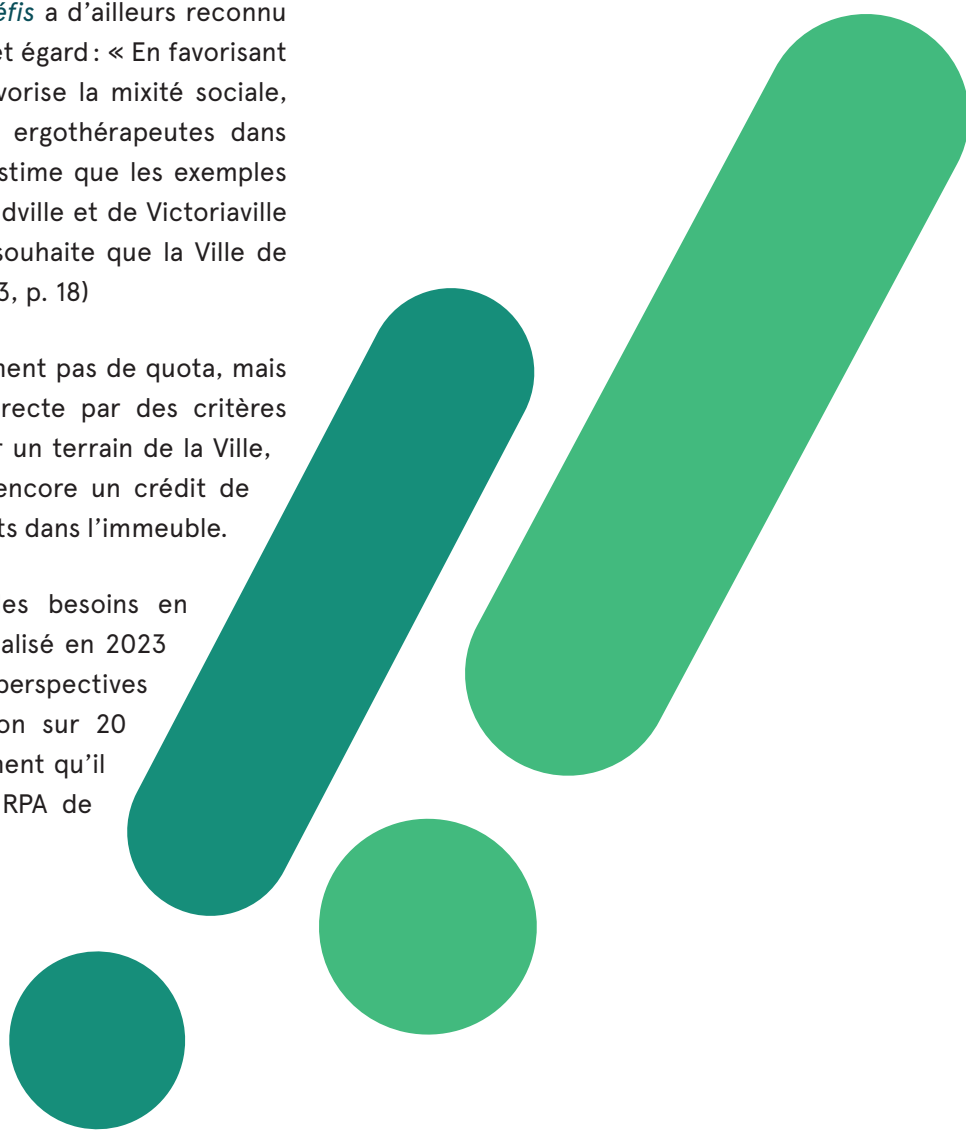 éfis a d’ailleurs reconnu
et égard : « En favorisant
vorise la mixité sociale,
ergothérapeutes dans
stime que les exemples
dville et de Victoriaville
souhaite que la Ville de
3, p. 18)
ment pas de quota, mais
recte par des critères
r un terrain de la Ville,
encore un crédit de
ts dans l’immeuble.
es besoins en
alisé en 2023
perspectives
on sur 20
ment qu’il
RPA de